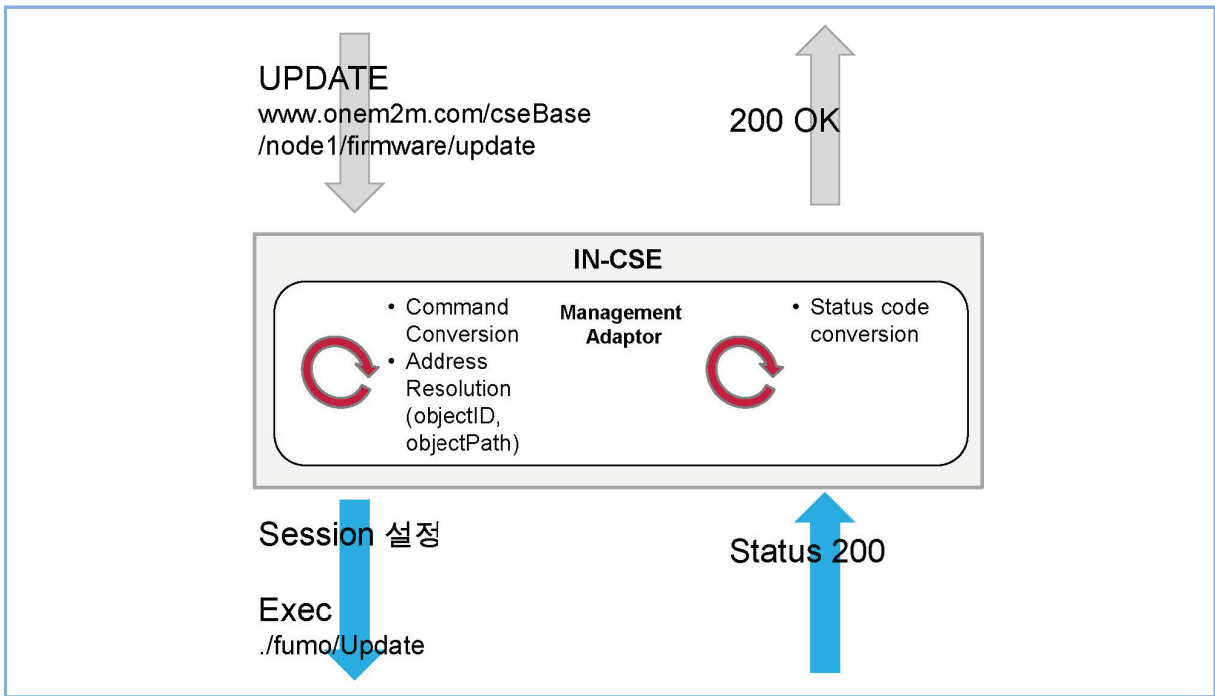 UPDATE
www.onem2m.com/cseBase
/node1/firmware/update
200 OK
IN-CSE
• Command
Conversion
• Address
Resolution
(objectID,
objectPath)
Management
Adaptor
• Status code
conversion
Session 설정
Exec
./fumo/Update
Status 200